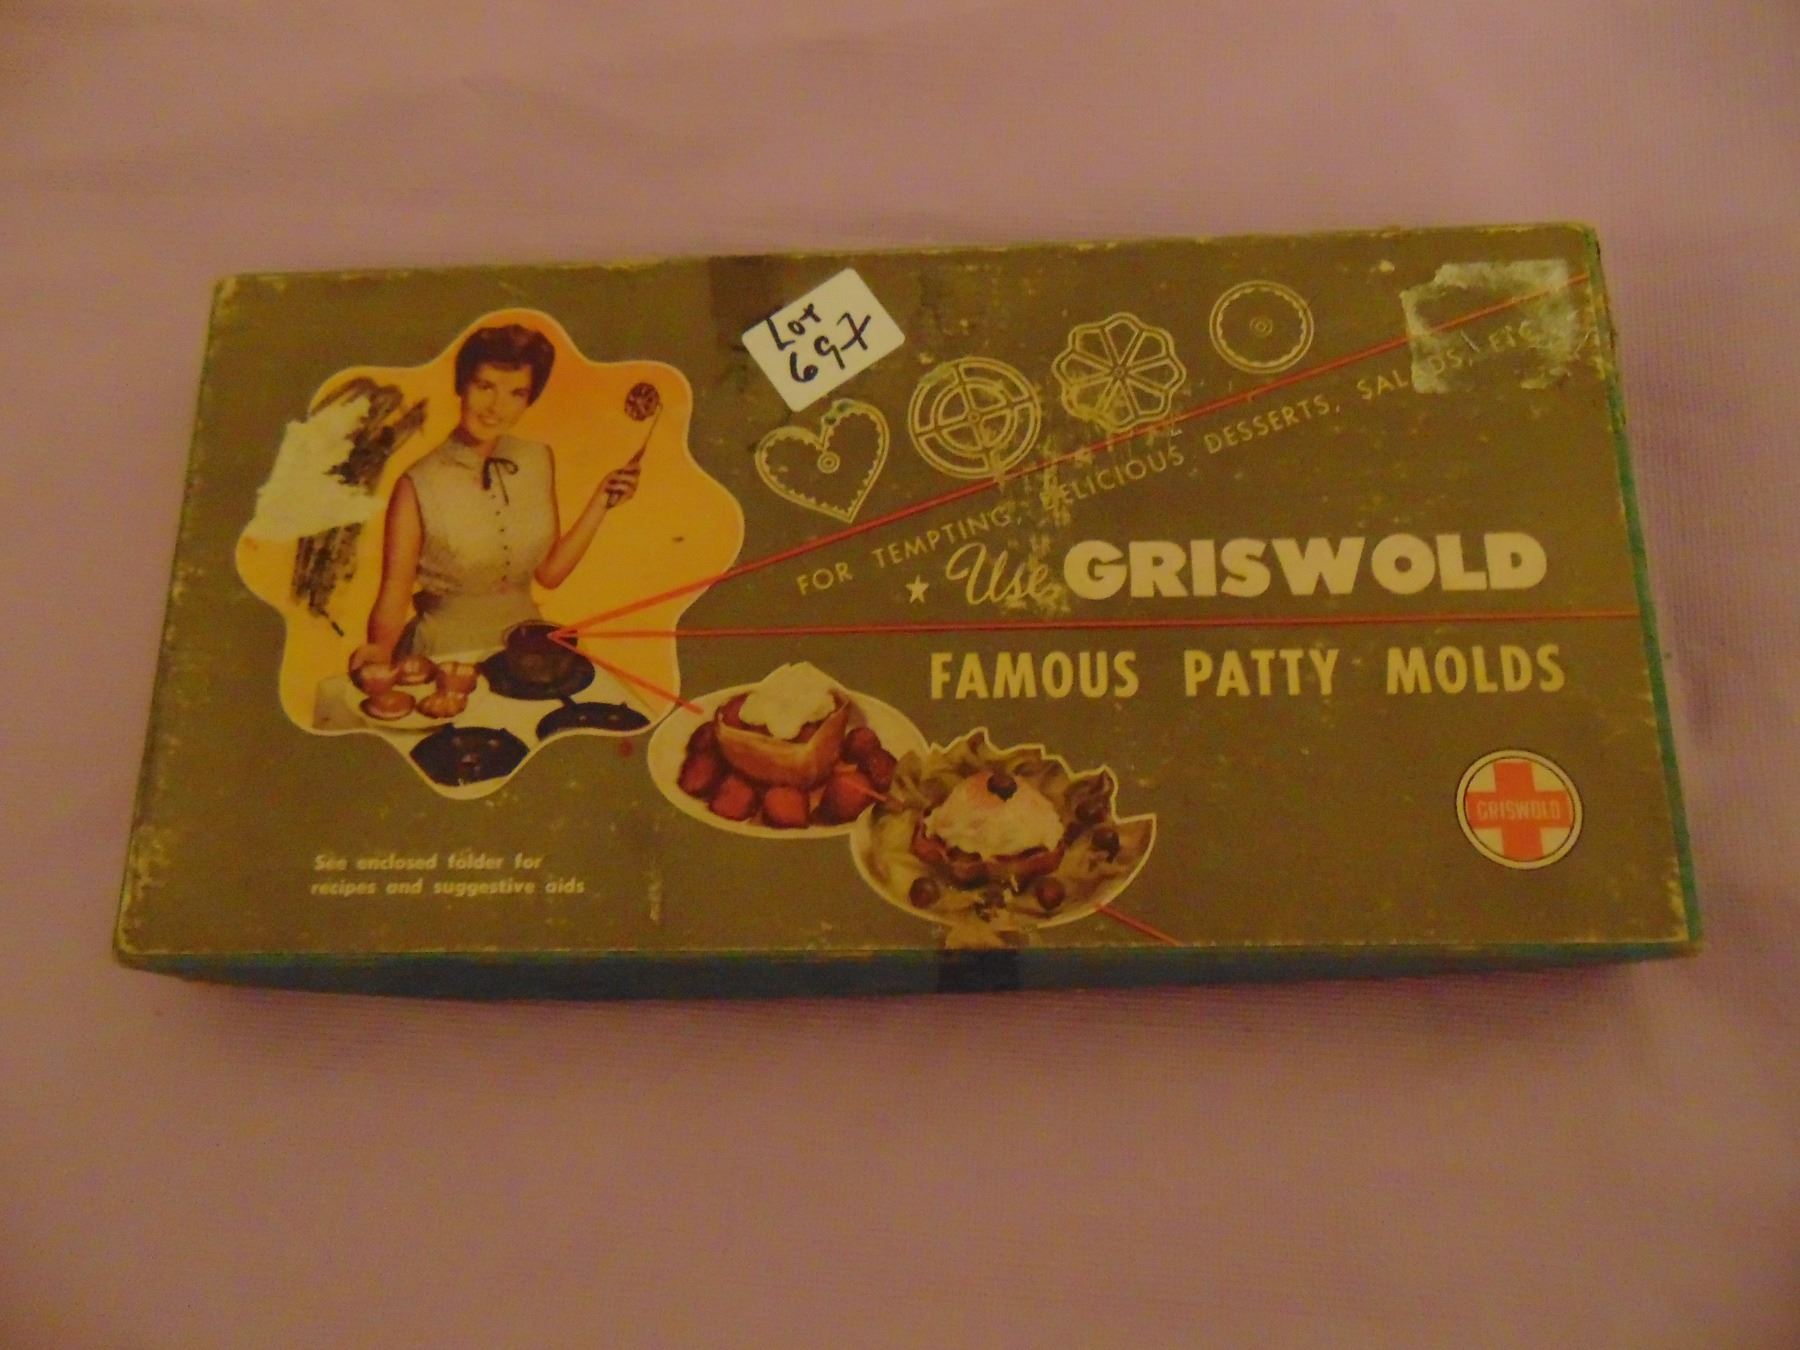 Lot
697
FOR TEMPTING, DELICIOUS DESSERTS, SALADS, ETC.
Use GRISWOLD
FAMOUS PATTY MOLDS
GRISWOLD
See enclosed folder for
recipes and suggestive aids